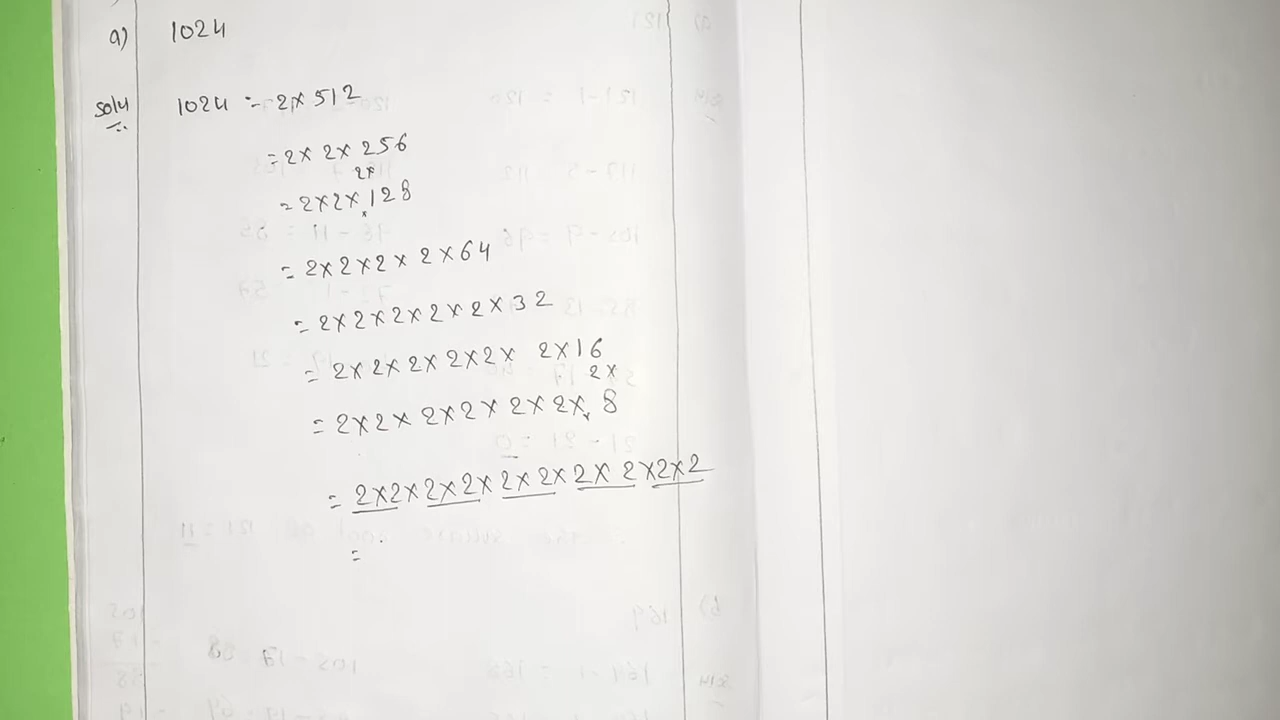 a) 1024
Soln 1024 = 2×512
= 2× 2× 256
2×
= 2×2×128
= 2×2×2× 2×64
= 2×2×2×2×2×32
= 2×2×2×2×2× 2×16
2×
= 2×2× 2×2× 2×2× 8
= 2×2×2×2×2×2×2×2×2×2
=